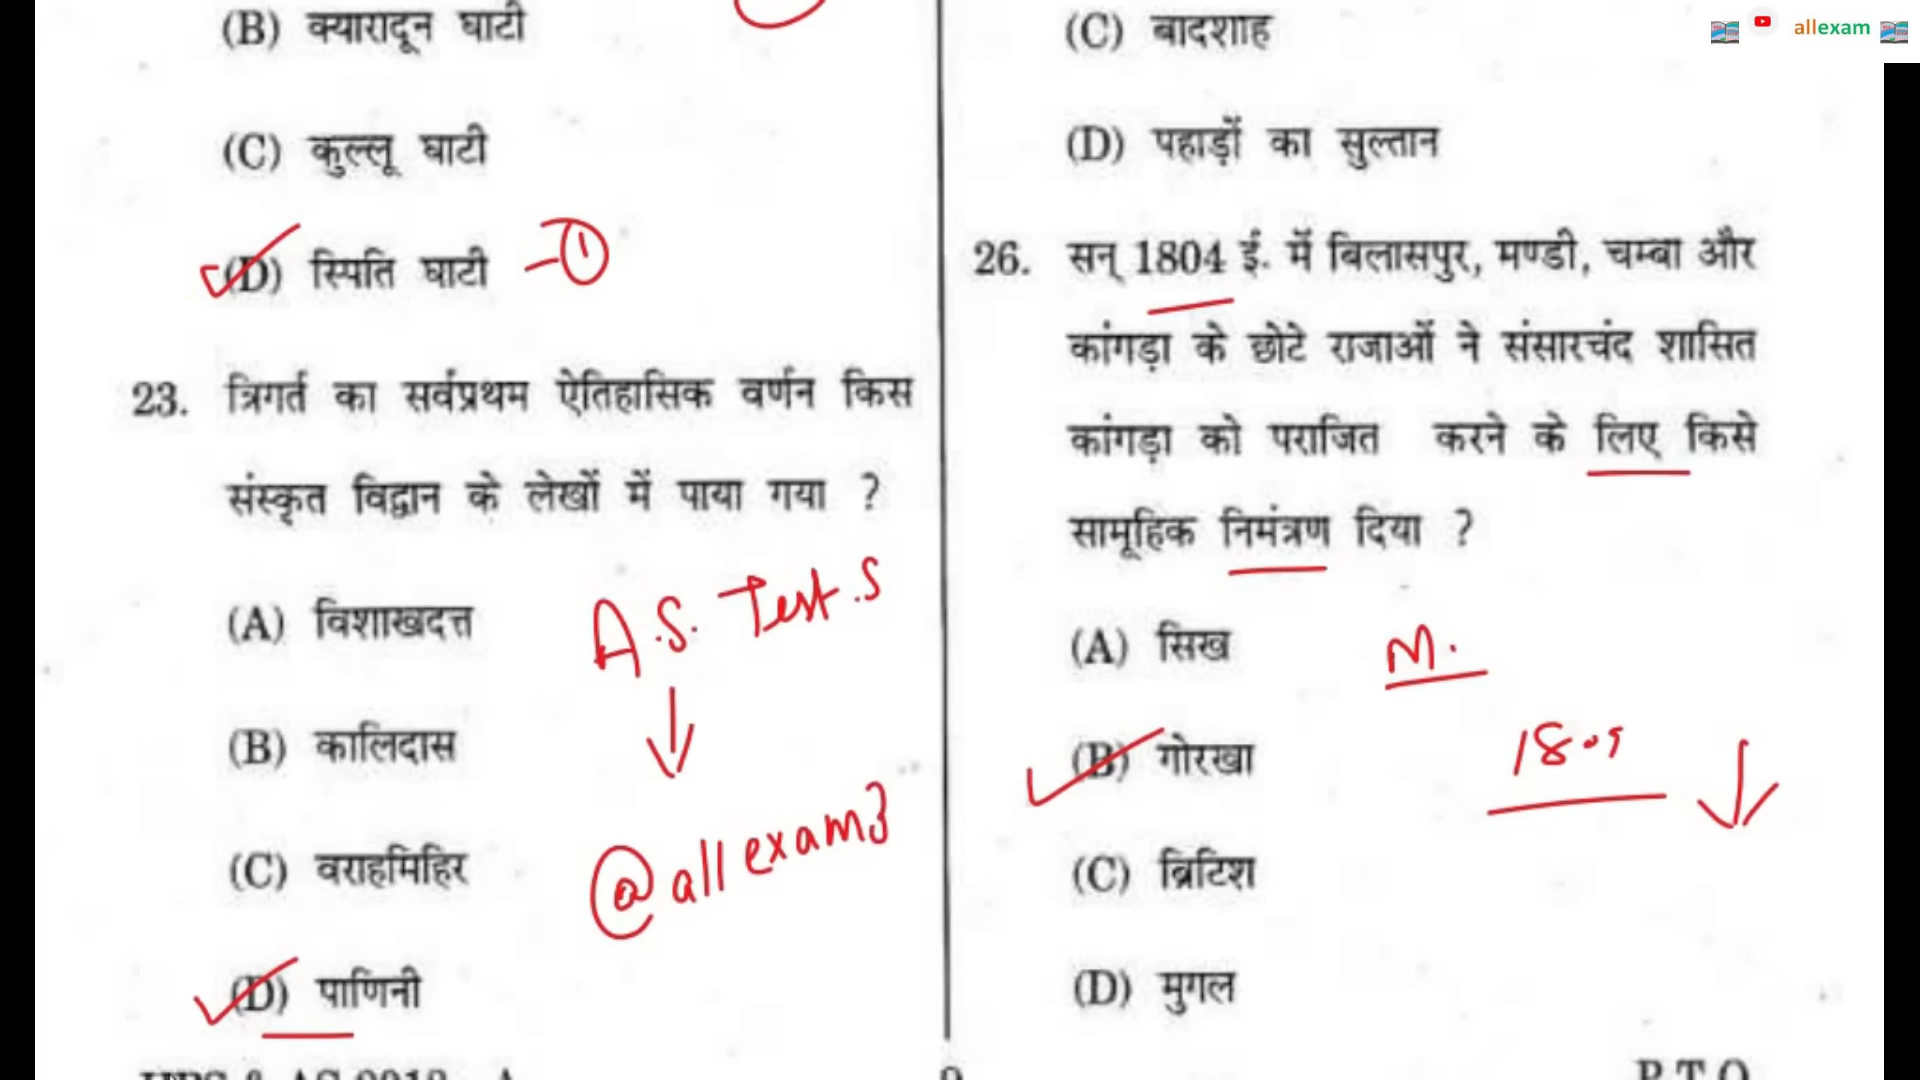 (B) क्यारादून घाटी
(C) कुल्लू घाटी
(D) स्पिति घाटी -①
23. त्रिगर्त का सर्वप्रथम ऐतिहासिक वर्णन किस
संस्कृत विद्वान के लेखों में पाया गया ?
(A) विशाखदत्त
A.S. Test.S
(B) कालिदास
(C) वराहमिहिर
@allexam3
(D) पाणिनी
(C) बादशाह
(D) पहाड़ों का सुल्तान
26. सन् 1804 ई. में बिलासपुर, मण्डी, चम्बा और
कांगड़ा के छोटे राजाओं ने संसारचंद शासित
कांगड़ा को पराजित करने के लिए किसे
सामूहिक निमंत्रण दिया ?
(A) सिख
M.
(B) गोरखा
(C) ब्रिटिश
(D) मुगल
P.T.O.
allexam